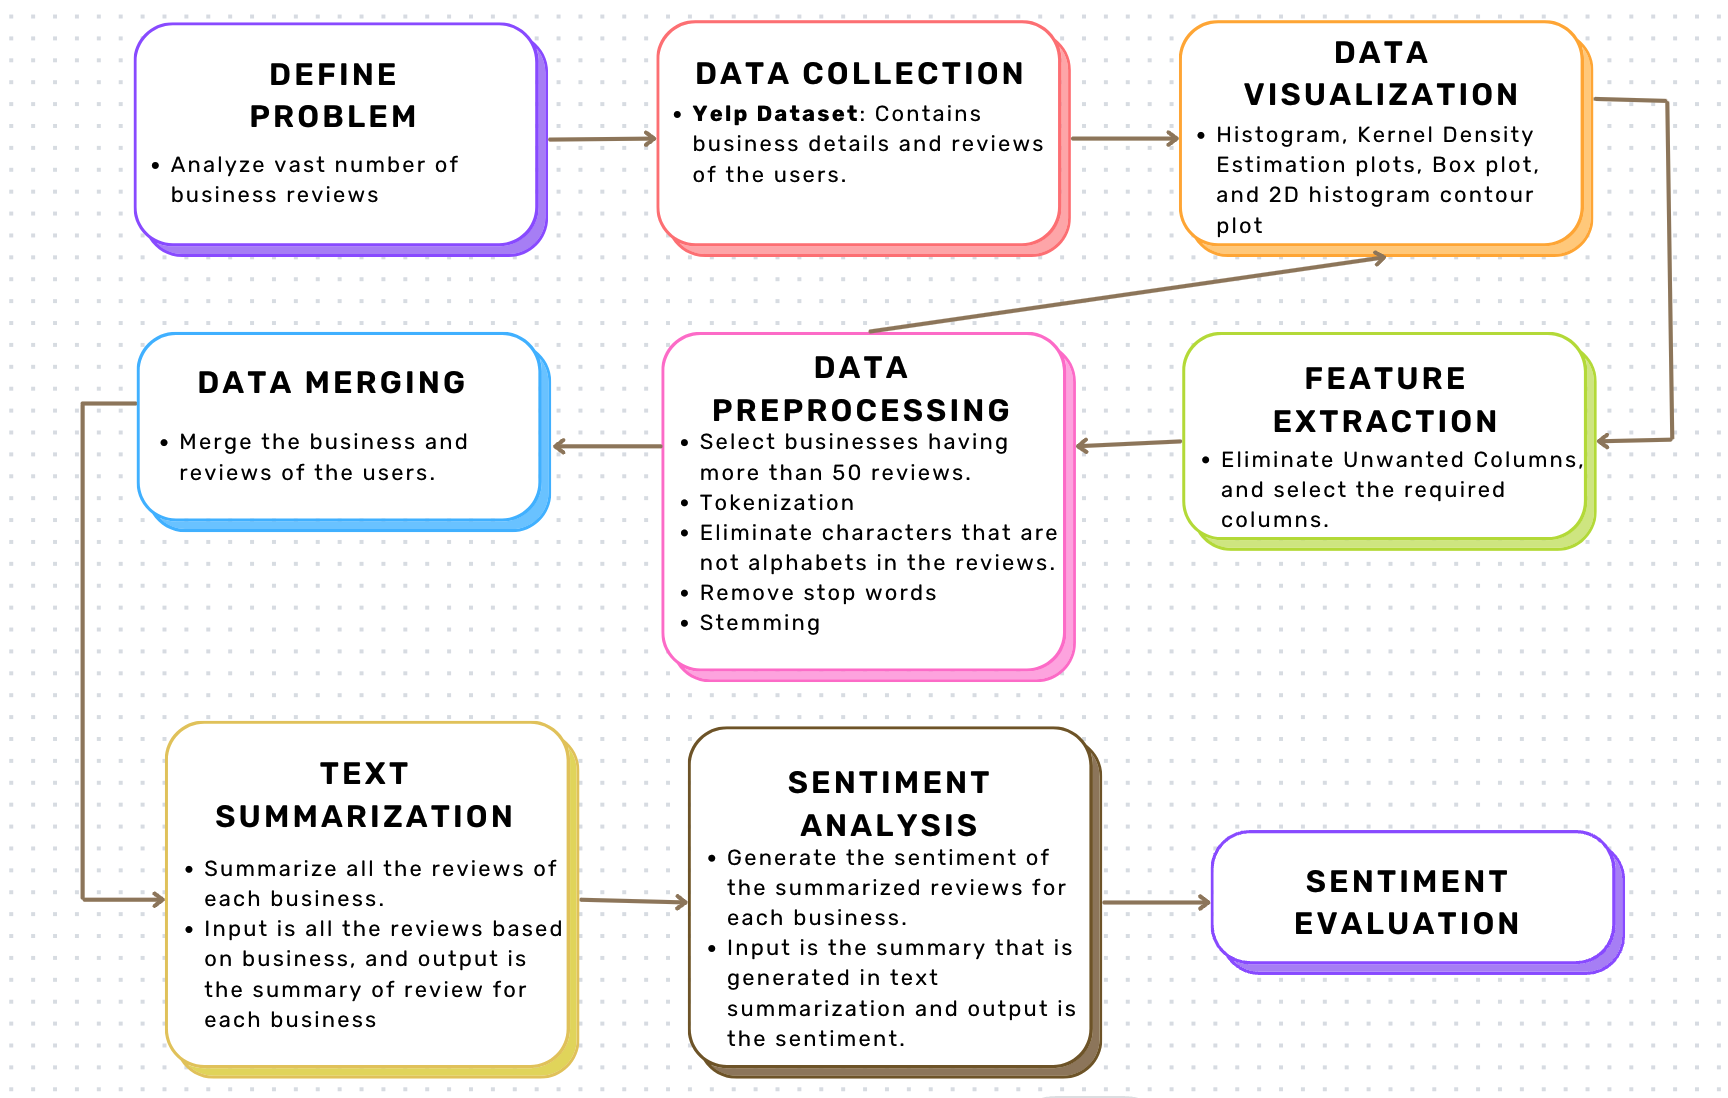 DEFINE
PROBLEM
• Analyze vast number of
business reviews
DATA COLLECTION
• Yelp Dataset: Contains
business details and reviews
of the users.
DATA
VISUALIZATION
• Histogram, Kernel Density
Estimation plots, Box plot,
and 2D histogram contour
plot
DATA MERGING
• Merge the business and
reviews of the users.
DATA
PREPROCESSING
• Select businesses having
more than 50 reviews.
• Tokenization
• Eliminate characters that are
not alphabets in the reviews.
• Remove stop words
• Stemming
FEATURE
EXTRACTION
• Eliminate Unwanted Columns,
and select the required
columns.
TEXT
SUMMARIZATION
• Summarize all the reviews of
each business.
• Input is all the reviews based
on business, and output is
the summary of review for
each business
SENTIMENT
ANALYSIS
• Generate the sentiment of
the summarized reviews for
each business.
• Input is the summary that is
generated in text
summarization and output is
the sentiment.
SENTIMENT
EVALUATION